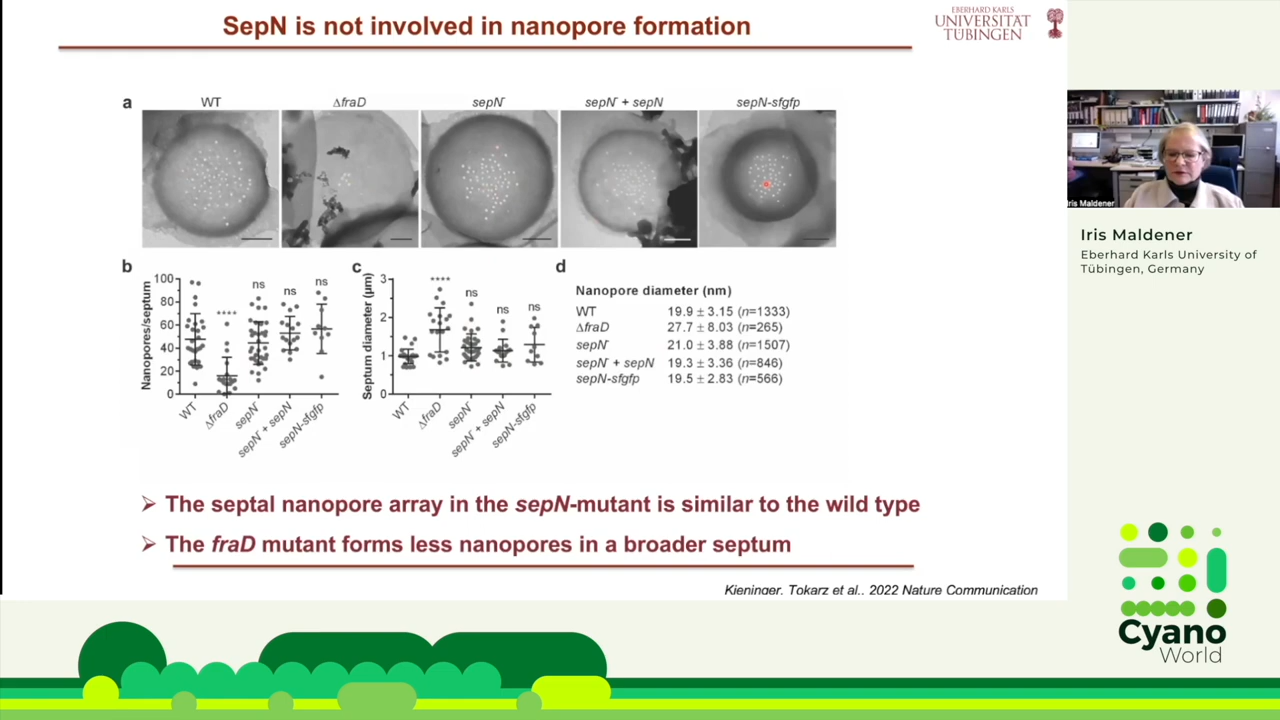 SepN is not involved in nanopore formation
EBERHARD KARLS
UNIVERSITÄT
TÜBINGEN
a
WT
ΔfraD
sepN⁻
sepN⁻ + sepN
sepN-sfgfp
b
Nanopores/septum
100
80
60
40
20
0
****
ns
ns
ns
WT
ΔfraD
sepN⁻
sepN⁻ + sepN
sepN-sfgfp
c
Septum diameter (µm)
3
2
1
0
****
ns
ns
ns
WT
ΔfraD
sepN⁻
sepN⁻ + sepN
sepN-sfgfp
d
Nanopore diameter (nm)
WT 19.9 ± 3.15 (n=1333)
ΔfraD 27.7 ± 8.03 (n=265)
sepN⁻ 21.0 ± 3.88 (n=1507)
sepN⁻ + sepN 19.3 ± 3.36 (n=846)
sepN-sfgfp 19.5 ± 2.83 (n=566)
➢ The septal nanopore array in the sepN-mutant is similar to the wild type
➢ The fraD mutant forms less nanopores in a broader septum
Kieninger, Tokarz et al., 2022 Nature Communication
Iris Maldener
Iris Maldener
Eberhard Karls University of
Tübingen, Germany
Cyano
World